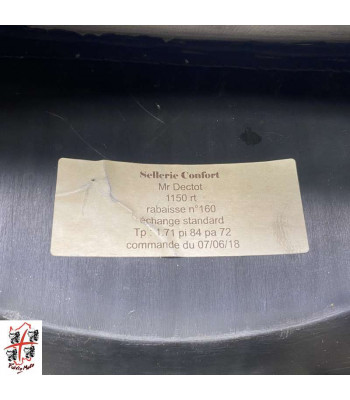 Sellerie Confort
Mr Dectot
1150 rt
rabaisse n°160
échange standard
Tp : 1.71 pi 84 pa 72
commande du 07/06/18